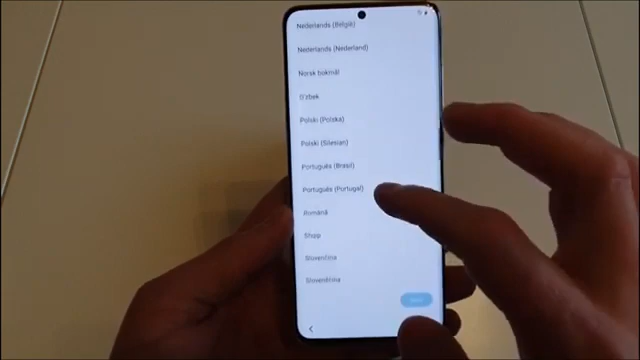 Nederlands (België)
Nederlands (Nederland)
Norsk bokmål
O'zbek
Polski (Polska)
Polski (Silesian)
Português (Brasil)
Português (Portugal)
Română
Shqip
Slovenčina
Slovenščina